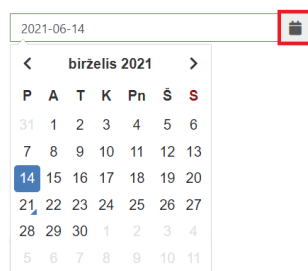 2021-06-14
birželis 2021
P A T K Pn Š S
31 1 2 3 4 5 6
7 8 9 10 11 12 13
14 15 16 17 18 19 20
21 22 23 24 25 26 27
28 29 30 1 2 3 4
5 6 7 8 9 10 11